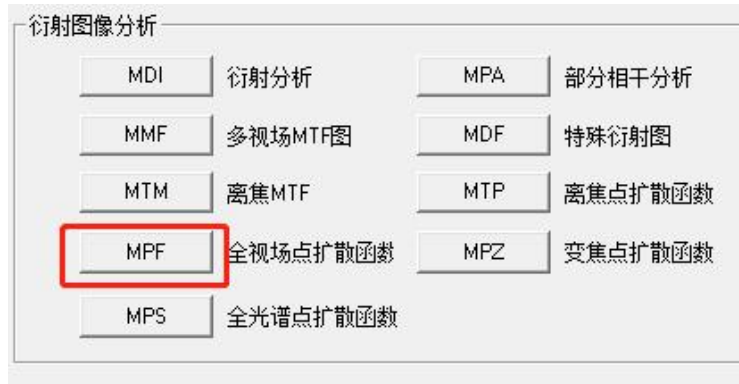 衍射图像分析
MDI 衍射分析 MPA 部分相干分析
MMF 多视场MTF图 MDF 特殊衍射图
MTM 离焦MTF MTP 离焦点扩散函数
MPF 全视场点扩散函数 MPZ 变焦点扩散函数
MPS 全光谱点扩散函数